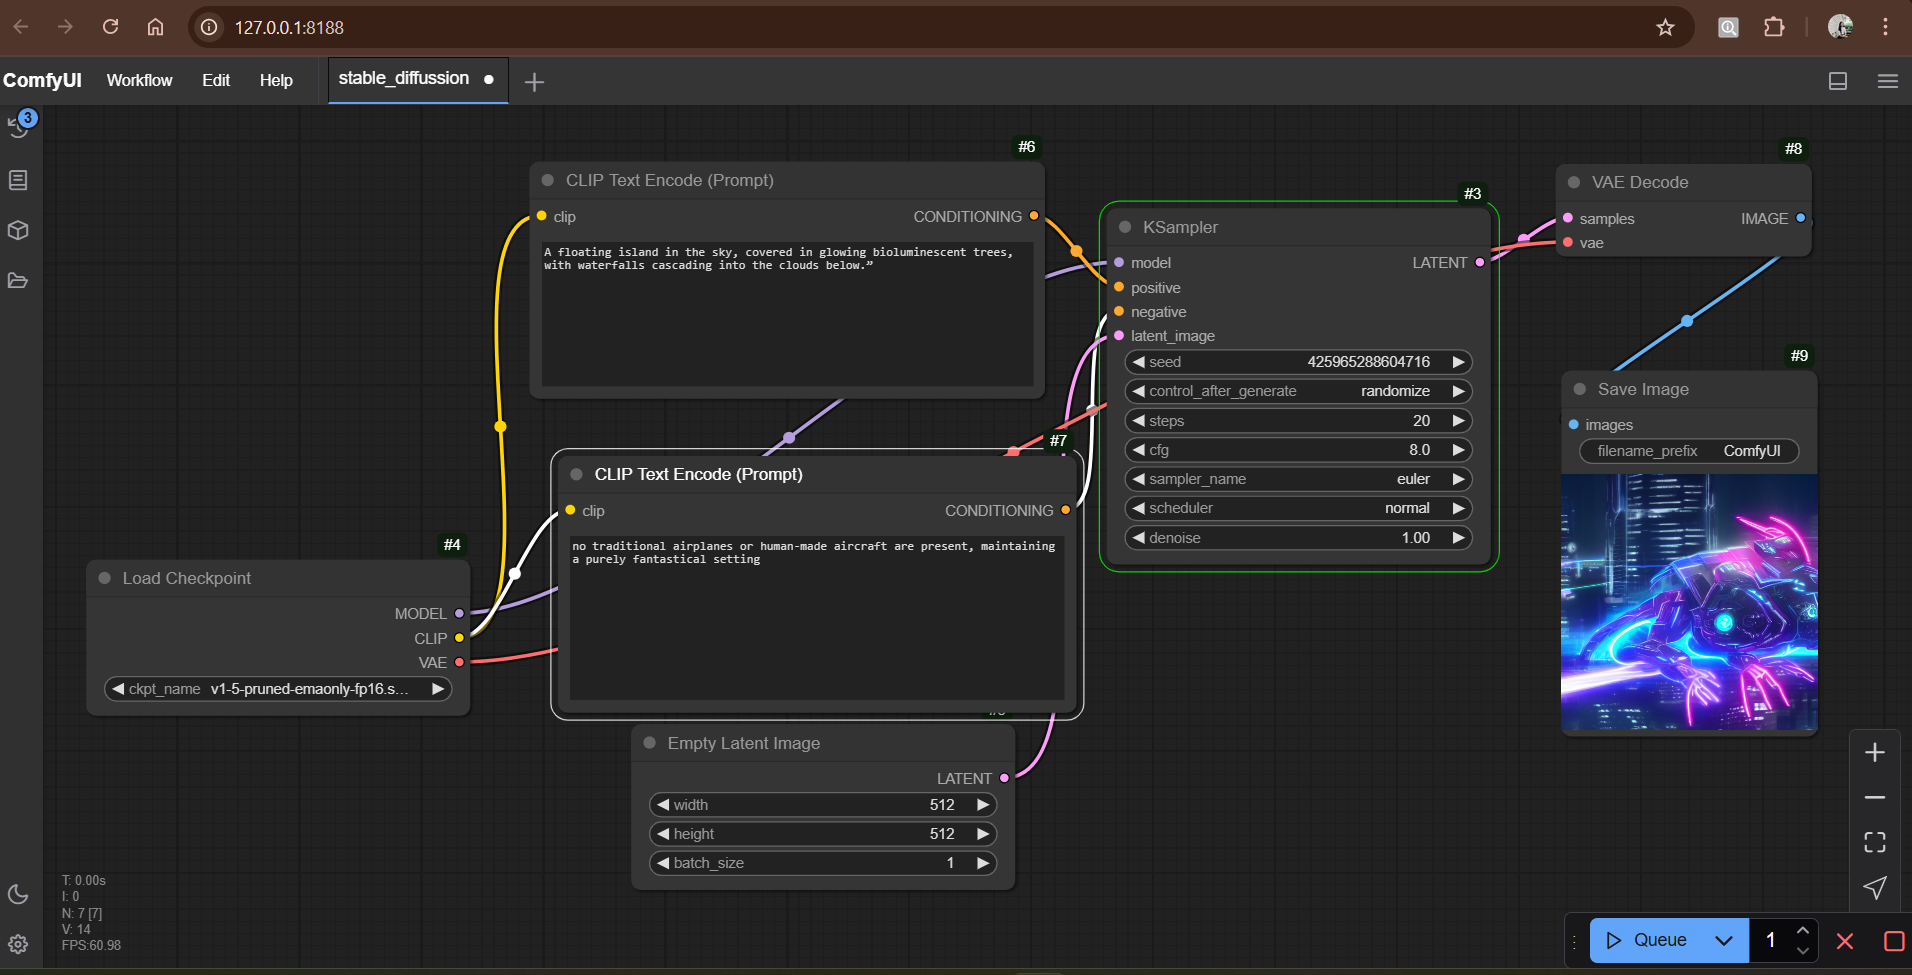 127.0.0.1:8188
ComfyUI
Workflow
Edit
Help
stable_diffussion
3
#6
CLIP Text Encode (Prompt)
clip
CONDITIONING
A floating island in the sky, covered in glowing bioluminescent trees,
with waterfalls cascading into the clouds below.”
#7
CLIP Text Encode (Prompt)
clip
CONDITIONING
no traditional airplanes or human-made aircraft are present, maintaining
a purely fantastical setting
#4
Load Checkpoint
MODEL
CLIP
VAE
ckpt_name v1-5-pruned-emaonly-fp16.s...
Empty Latent Image
LATENT
width 512
height 512
batch_size 1
#3
KSampler
model
LATENT
positive
negative
latent_image
seed 425965288604716
control_after_generate randomize
steps 20
cfg 8.0
sampler_name euler
scheduler normal
denoise 1.00
#8
VAE Decode
samples
IMAGE
vae
#9
Save Image
images
filename_prefix ComfyUI
T: 0.00s
I: 0
N: 7 [7]
V: 14
FPS:60.98
Queue
1